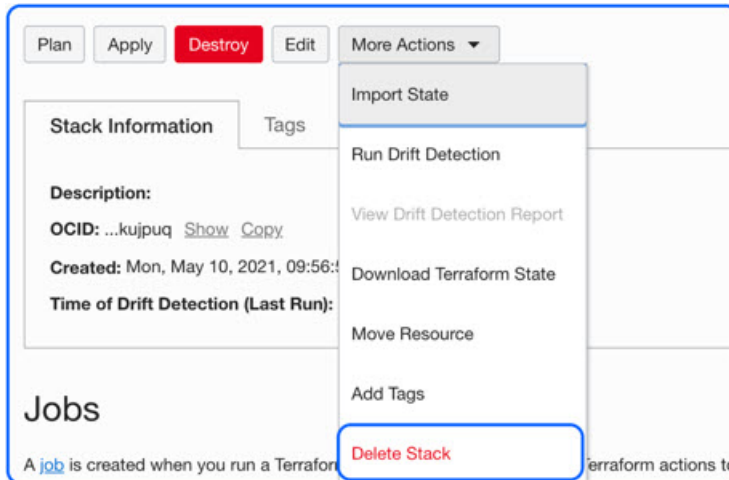 Plan Apply Destroy Edit More Actions
Import State
Stack Information Tags
Run Drift Detection
Description:
View Drift Detection Report
OCID: ...kujpuq Show Copy
Created: Mon, May 10, 2021, 09:56:
Download Terraform State
Time of Drift Detection (Last Run):
Move Resource
Add Tags
Jobs
Delete Stack
A job is created when you run a Terraform actions to